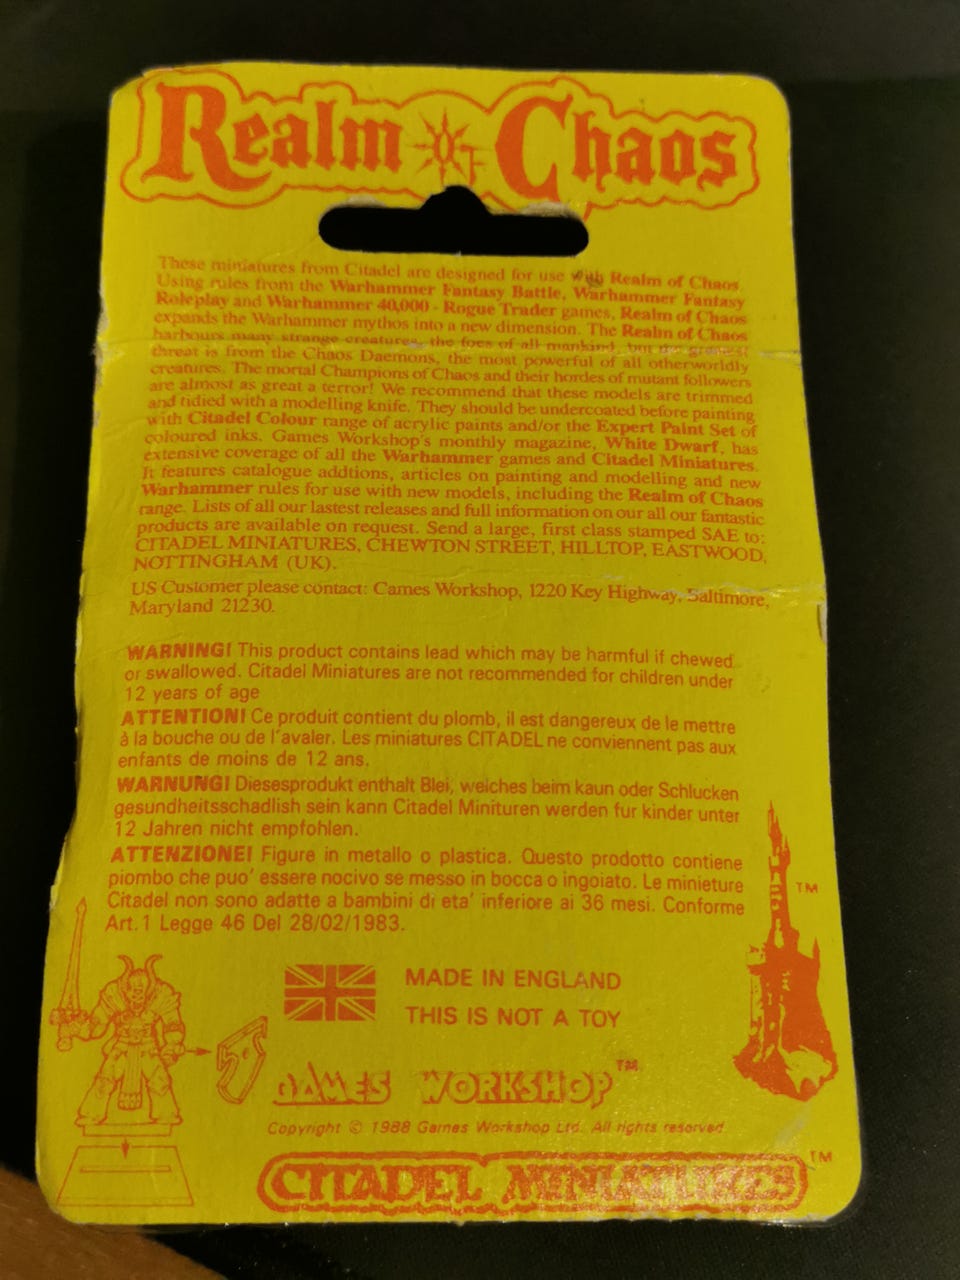 Realm of Chaos
These miniatures from Citadel are designed for use with Realm of Chaos.
Using rules from the Warhammer Fantasy Battle, Warhammer Fantasy
Roleplay and Warhammer 40,000 - Rogue Trader games, Realm of Chaos
expands the Warhammer mythos into a new dimension. The Realm of Chaos
harbours many strange creatures, the foes of all mankind, but the greatest
threat is from the Chaos Daemons, the most powerful of all otherworldly
creatures. The mortal Champions of Chaos and their hordes of mutant followers
are almost as great a terror! We recommend that these models are trimmed
and tidied with a modelling knife. They should be undercoated before painting
with Citadel Colour range of acrylic paints and/or the Expert Paint Set of
coloured inks. Games Workshop's monthly magazine, White Dwarf, has
extensive coverage of all the Warhammer games and Citadel Miniatures.
It features catalogue addtions, articles on painting and modelling and new
Warhammer rules for use with new models, including the Realm of Chaos
range. Lists of all our lastest releases and full information on our all our fantastic
products are available on request. Send a large, first class stamped SAE to:
CITADEL MINIATURES, CHEWTON STREET, HILLTOP, EASTWOOD,
NOTTINGHAM (UK).
US Customer please contact: Games Workshop, 1220 Key Highway, Baltimore,
Maryland 21230.
WARNING! This product contains lead which may be harmful if chewed
or swallowed. Citadel Miniatures are not recommended for children under
12 years of age
ATTENTION! Ce produit contient du plomb, il est dangereux de le mettre
à la bouche ou de l'avaler. Les miniatures CITADEL ne conviennent pas aux
enfants de moins de 12 ans.
WARNUNG! Diesesprodukt enthalt Blei, welches beim kaun oder Schlucken
gesundheitsschadlish sein kann Citadel Minituren werden fur kinder unter
12 Jahren nicht empfohlen.
ATTENZIONE! Figure in metallo o plastica. Questo prodotto contiene
piombo che puo' essere nocivo se messo in bocca o ingoiato. Le minieture
Citadel non sono adatte a bambini di eta' inferiore ai 36 mesi. Conforme
Art.1 Legge 46 Del 28/02/1983.
TM
MADE IN ENGLAND
THIS IS NOT A TOY
GAMES WORKSHOP TM
Copyright © 1988 Games Workshop Ltd. All rights reserved.
CITADEL MINIATURES TM